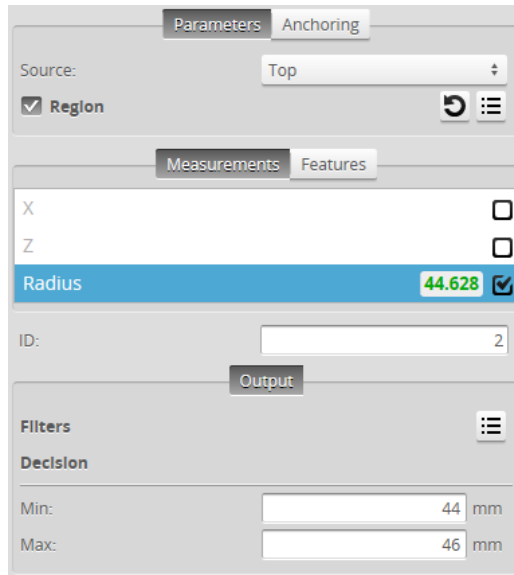 Parameters Anchoring
Source: Top
Region
Measurements Features
X
Z
Radius 44.628
ID: 2
Output
Filters
Decision
Min: 44 mm
Max: 46 mm